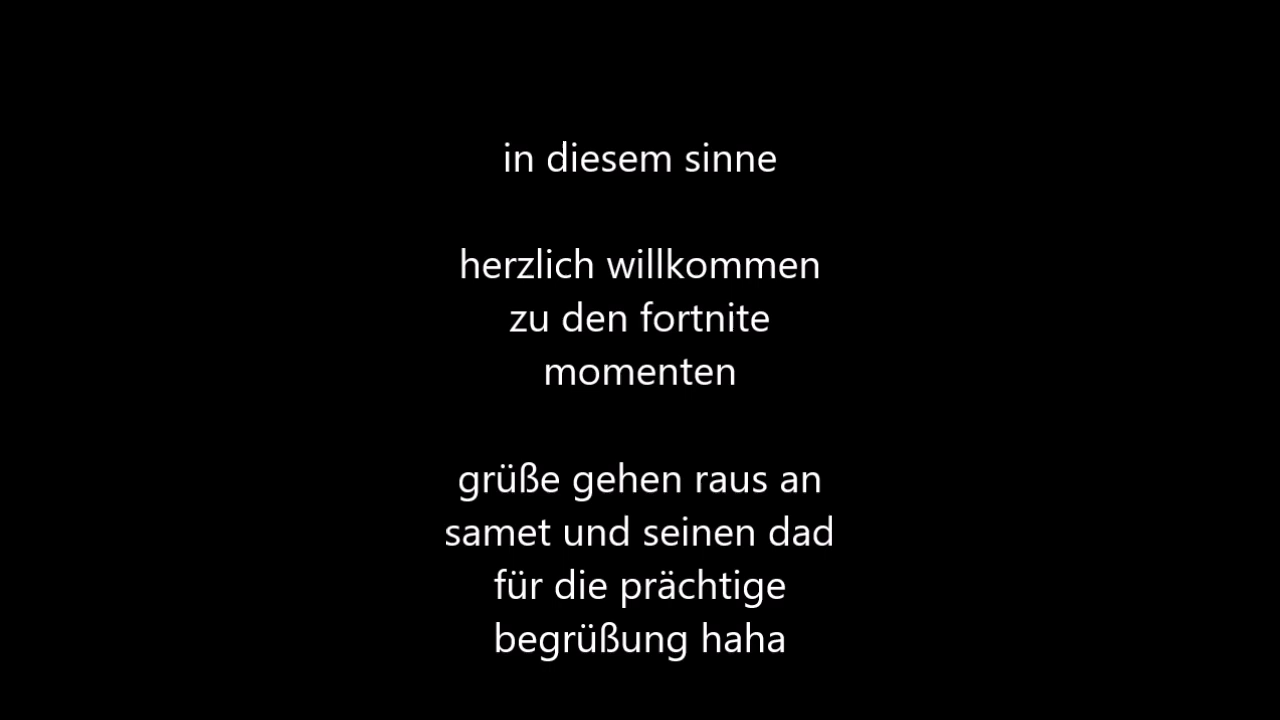 in diesem sinne
herzlich willkommen
zu den fortnite
momenten
grüße gehen raus an
samet und seinen dad
für die prächtige
begrüßung haha